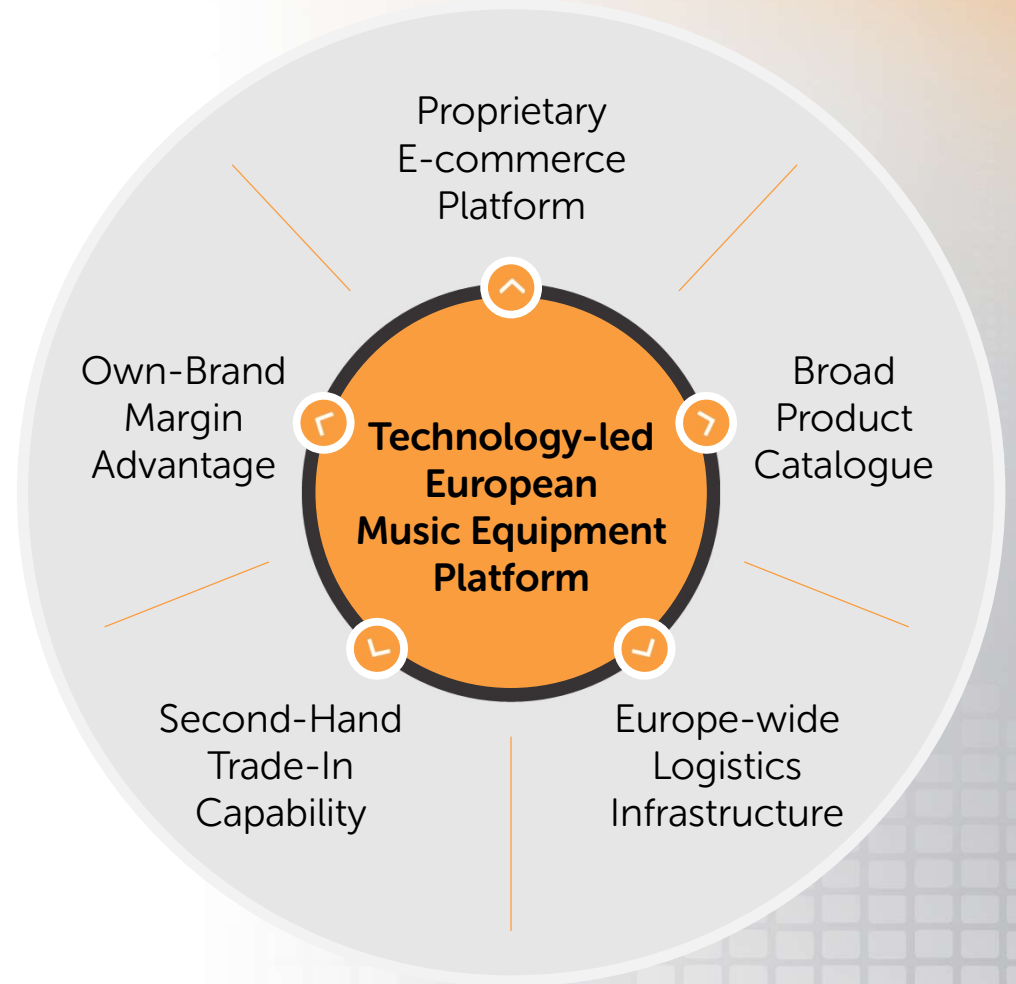 Proprietary
E-commerce
Platform
Broad
Product
Catalogue
Europe-wide
Logistics
Infrastructure
Second-Hand
Trade-In
Capability
Own-Brand
Margin
Advantage
Technology-led
European
Music Equipment
Platform